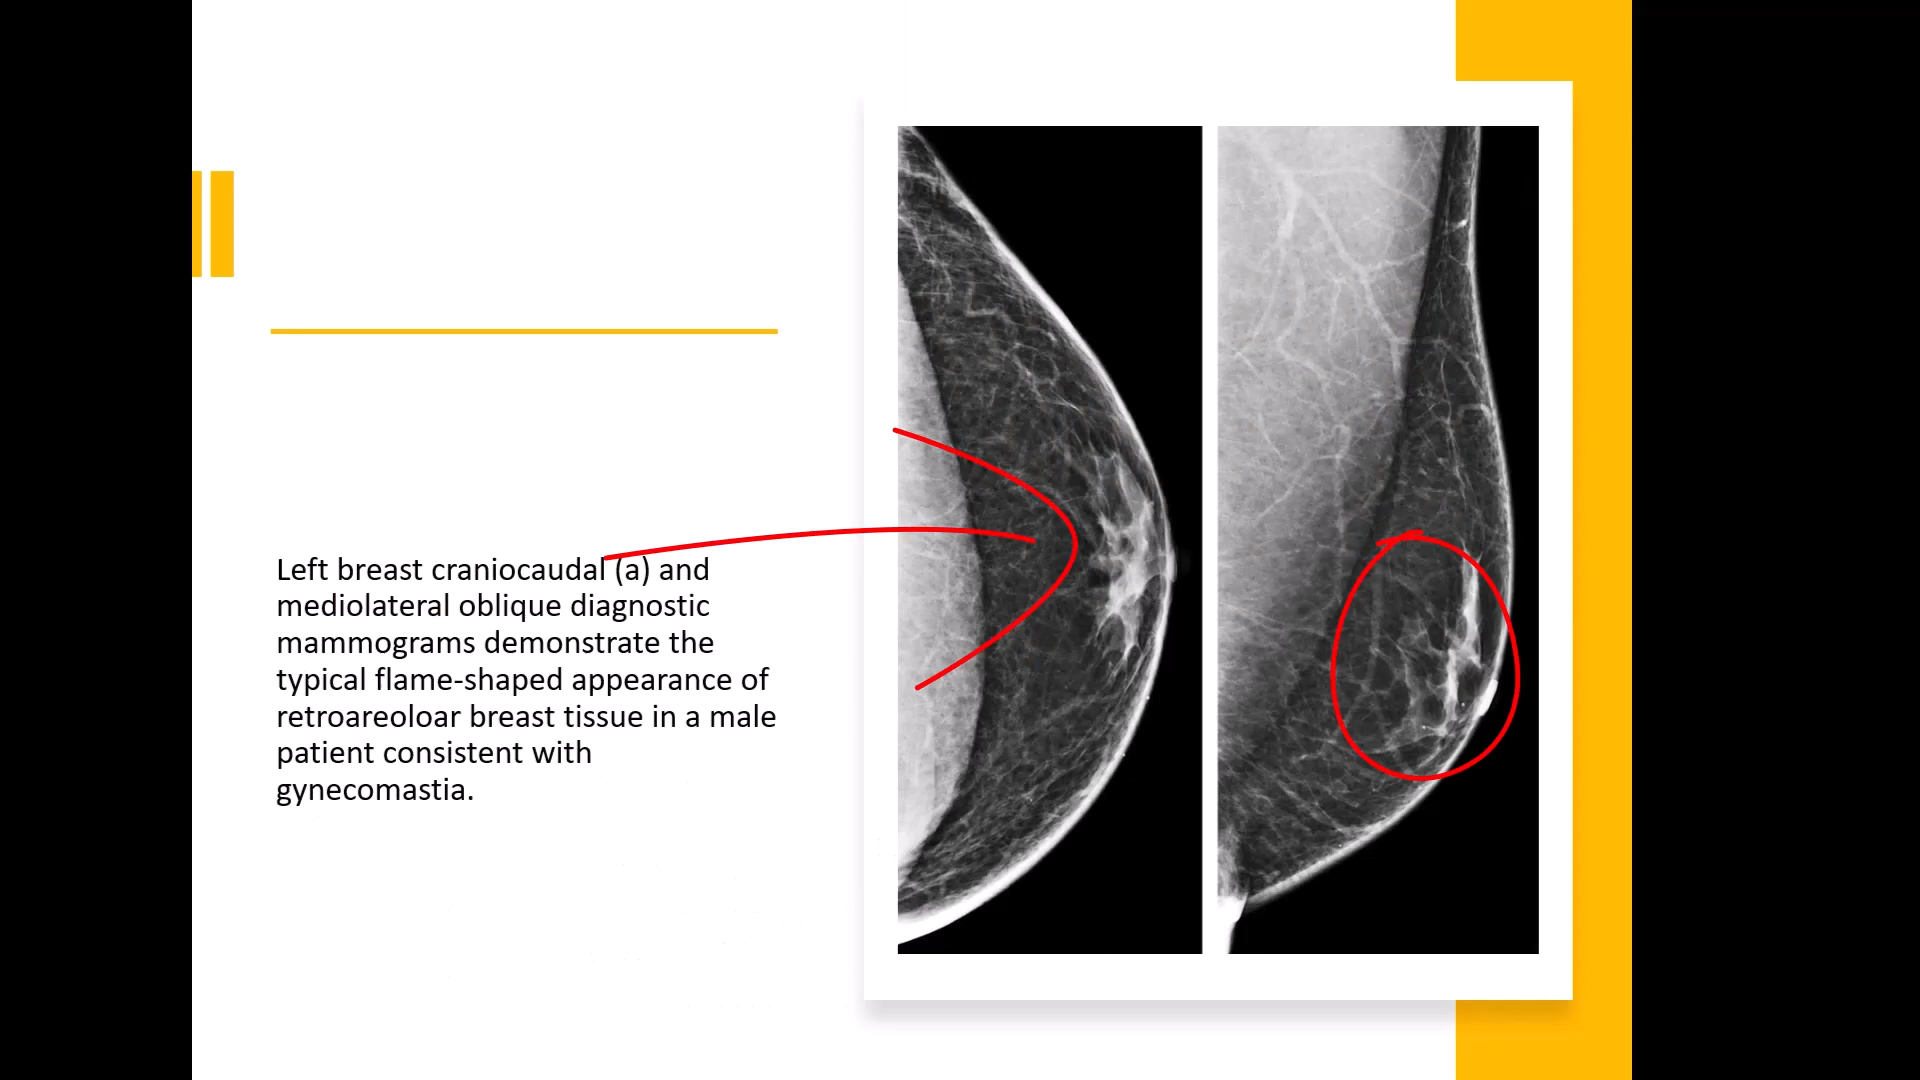 Left breast craniocaudal (a) and
mediolateral oblique diagnostic
mammograms demonstrate the
typical flame-shaped appearance of
retroareoloar breast tissue in a male
patient consistent with
gynecomastia.